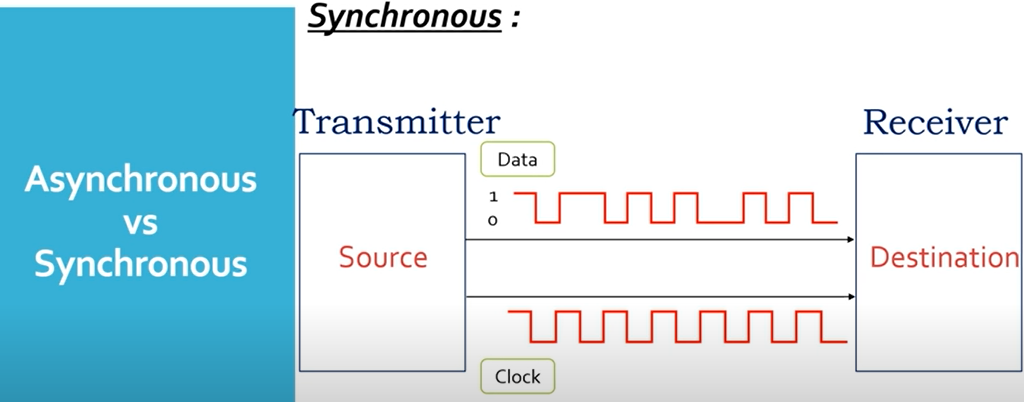 Synchronous :
Asynchronous
vs
Synchronous
Transmitter
Receiver
Data
1
0
Source
Destination
Clock